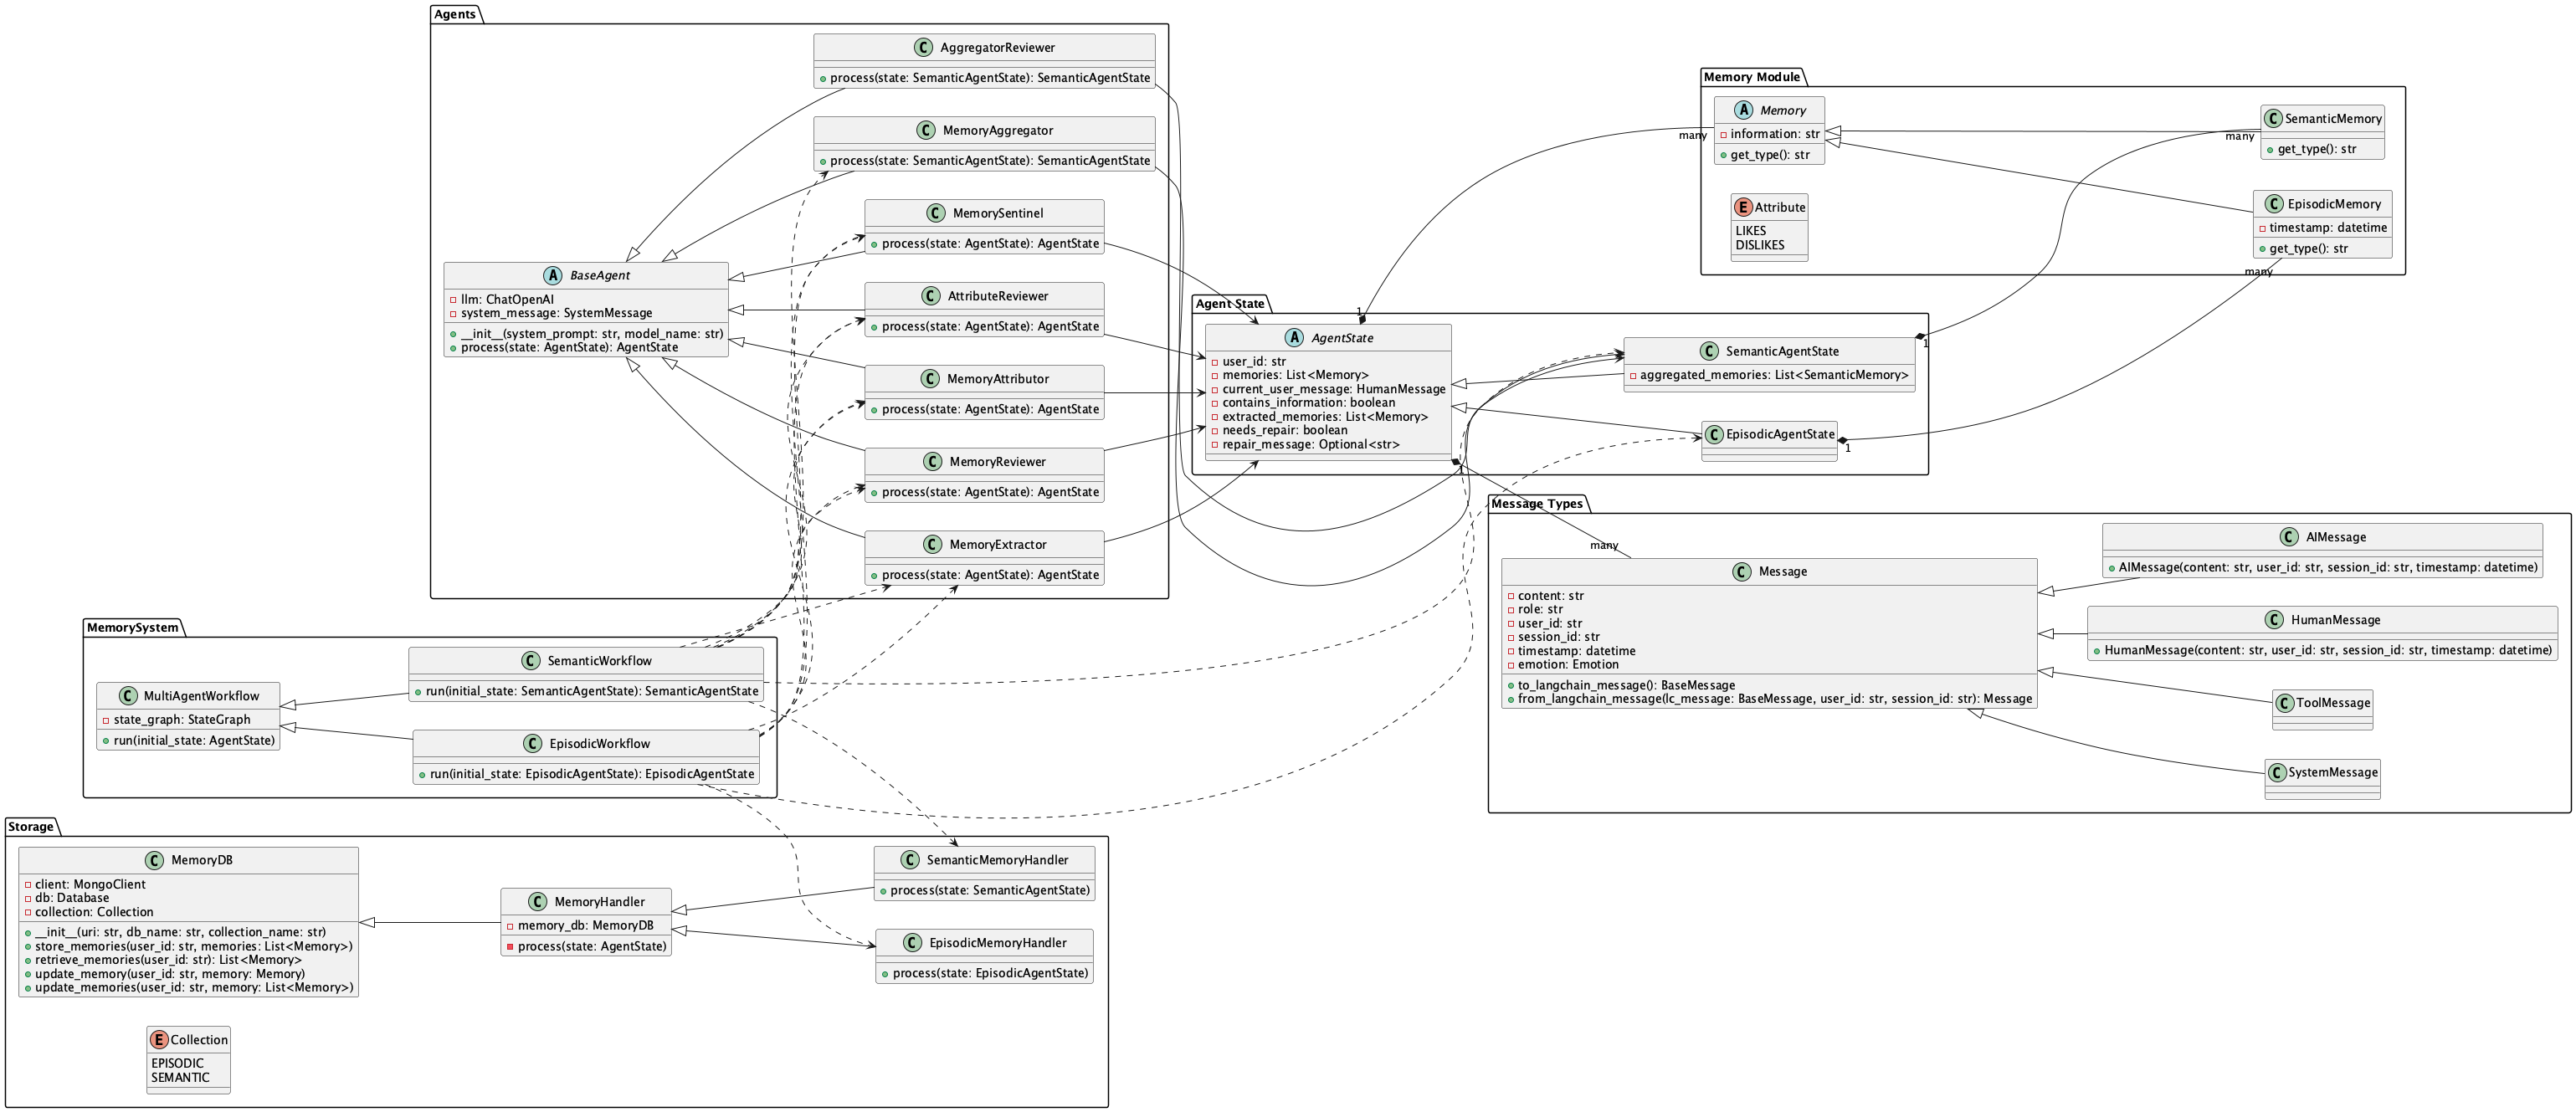 Agents
C AggregatorReviewer
process(state: SemanticAgentState): SemanticAgentState
C MemoryAggregator
process(state: SemanticAgentState): SemanticAgentState
C MemorySentinel
process(state: AgentState): AgentState
A BaseAgent
llm: ChatOpenAI
system_message: SystemMessage
__init__(system_prompt: str, model_name: str)
process(state: AgentState): AgentState
C AttributeReviewer
process(state: AgentState): AgentState
C MemoryAttributor
process(state: AgentState): AgentState
C MemoryReviewer
process(state: AgentState): AgentState
C MemoryExtractor
process(state: AgentState): AgentState
Memory Module
A Memory
information: str
get_type(): str
many
C SemanticMemory
get_type(): str
many
E Attribute
LIKES
DISLIKES
C EpisodicMemory
timestamp: datetime
get_type(): str
many
Agent State
1
A AgentState
user_id: str
memories: List<Memory>
current_user_message: HumanMessage
contains_information: boolean
extracted_memories: List<Memory>
needs_repair: boolean
repair_message: Optional<str>
1
C SemanticAgentState
aggregated_memories: List<SemanticMemory>
1
C EpisodicAgentState
1
Message Types
many
C Message
content: str
role: str
user_id: str
session_id: str
timestamp: datetime
emotion: Emotion
to_langchain_message(): BaseMessage
from_langchain_message(lc_message: BaseMessage, user_id: str, session_id: str): Message
C AIMessage
AIMessage(content: str, user_id: str, session_id: str, timestamp: datetime)
C HumanMessage
HumanMessage(content: str, user_id: str, session_id: str, timestamp: datetime)
C ToolMessage
C SystemMessage
MemorySystem
C MultiAgentWorkflow
state_graph: StateGraph
run(initial_state: AgentState)
C SemanticWorkflow
run(initial_state: SemanticAgentState): SemanticAgentState
C EpisodicWorkflow
run(initial_state: EpisodicAgentState): EpisodicAgentState
Storage
C MemoryDB
client: MongoClient
db: Database
collection: Collection
__init__(uri: str, db_name: str, collection_name: str)
store_memories(user_id: str, memories: List<Memory>)
retrieve_memories(user_id: str): List<Memory>
update_memory(user_id: str, memory: Memory)
update_memories(user_id: str, memory: List<Memory>)
C MemoryHandler
memory_db: MemoryDB
process(state: AgentState)
C SemanticMemoryHandler
process(state: SemanticAgentState)
C EpisodicMemoryHandler
process(state: EpisodicAgentState)
E Collection
EPISODIC
SEMANTIC